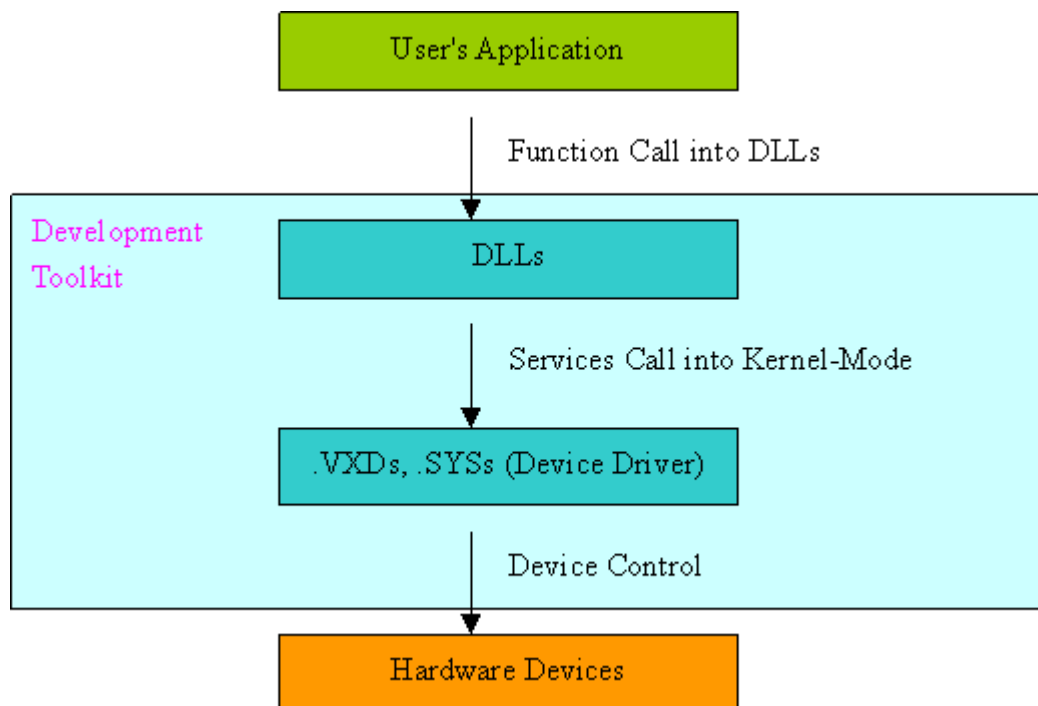 User's Application
Function Call into DLLs
Development
Toolkit
DLLs
Services Call into Kernel-Mode
.VXDs, .SYSs (Device Driver)
Device Control
Hardware Devices